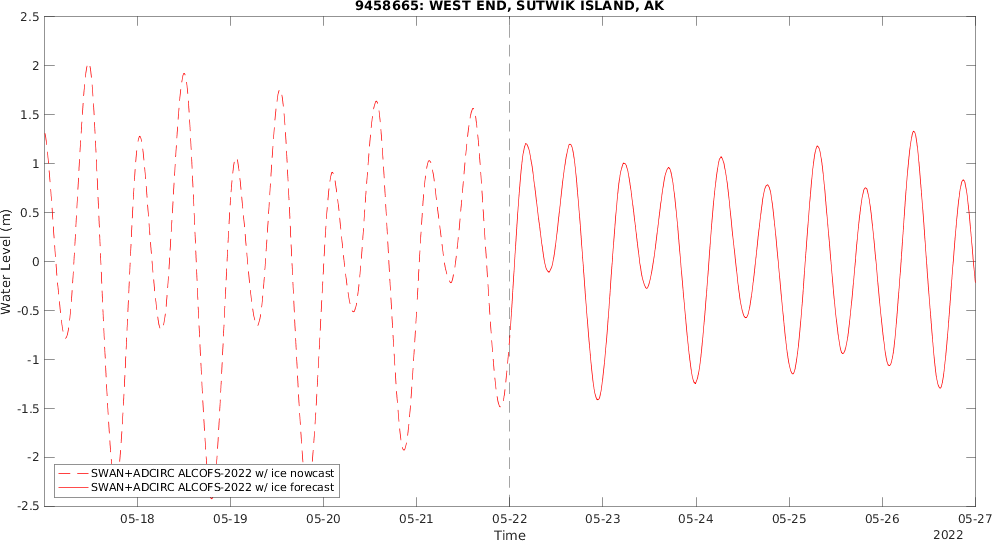 9458665: WEST END, SUTWIK ISLAND, AK
2.5
2
1.5
1
0.5
0
-0.5
-1
-1.5
-2
-2.5
Water Level (m)
SWAN+ADCIRC ALCOFS-2022 w/ ice nowcast
SWAN+ADCIRC ALCOFS-2022 w/ ice forecast
05-18 05-19 05-20 05-21 05-22 05-23 05-24 05-25 05-26 05-27
Time
2022